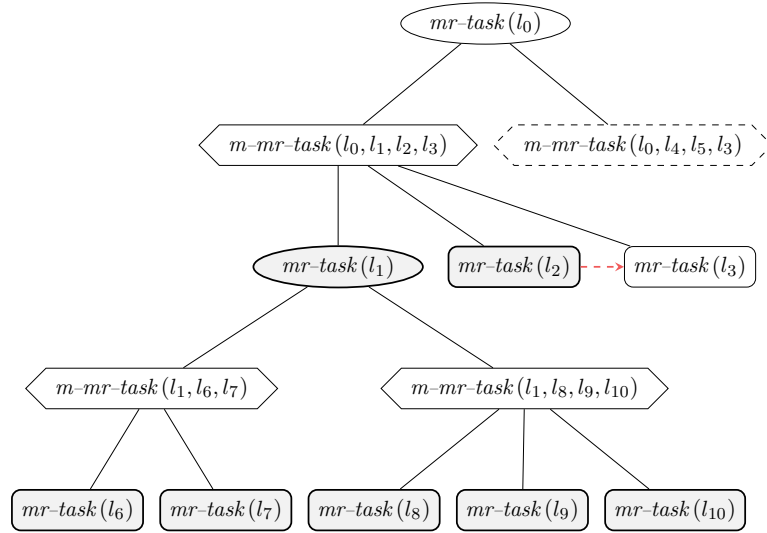 mr–task(l₀)
m–mr–task(l₀, l₁, l₂, l₃)
m–mr–task(l₀, l₄, l₅, l₃)
mr–task(l₁)
mr–task(l₂)
mr–task(l₃)
m–mr–task(l₁, l₆, l₇)
m–mr–task(l₁, l₈, l₉, l₁₀)
mr–task(l₆)
mr–task(l₇)
mr–task(l₈)
mr–task(l₉)
mr–task(l₁₀)